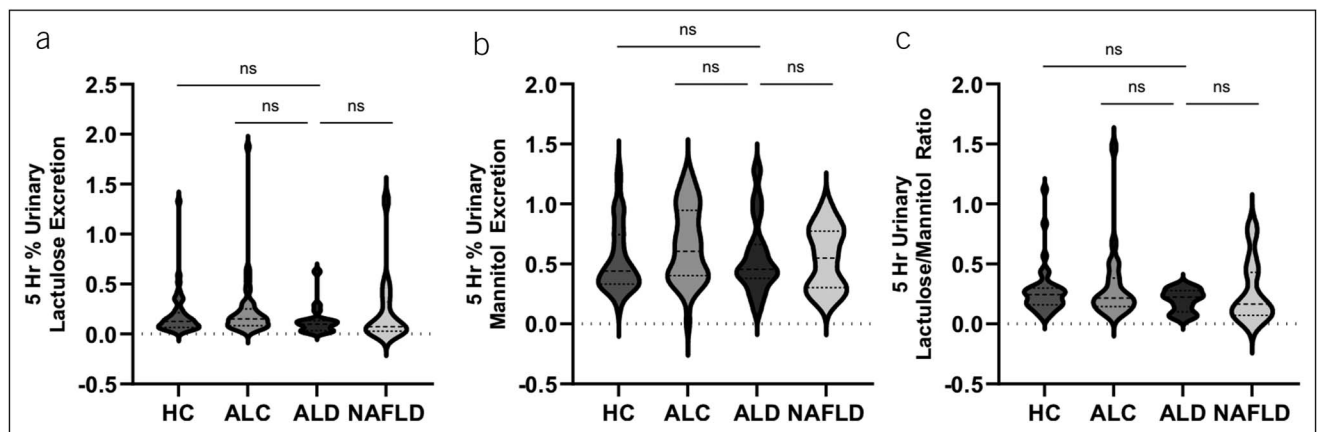 a
ns
ns
ns
5 Hr % Urinary
Lactulose Excretion
2.5
2.0
1.5
1.0
0.5
0.0
-0.5
HC ALC ALD NAFLD
b
ns
ns
ns
5 Hr % Urinary
Mannitol Excretion
2.0
1.5
1.0
0.5
0.0
-0.5
HC ALC ALD NAFLD
c
ns
ns
ns
5 Hr Urinary
Lactulose/Mannitol Ratio
2.0
1.5
1.0
0.5
0.0
-0.5
HC ALC ALD NAFLD